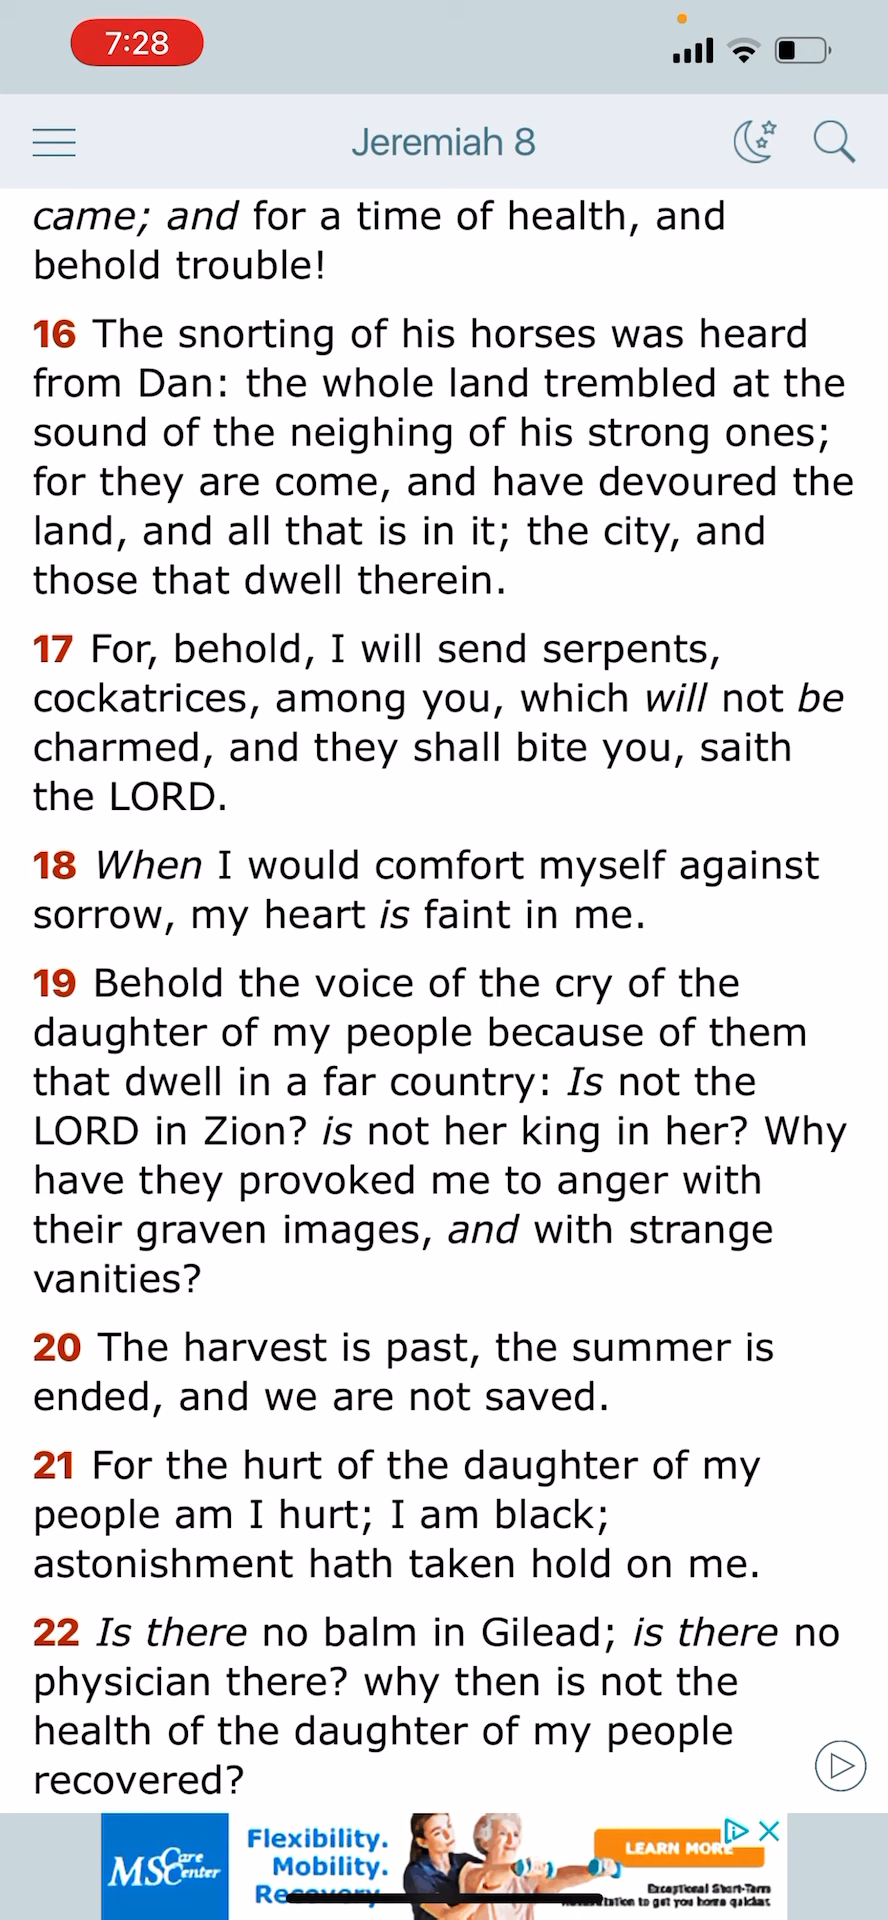 7:28
Jeremiah 8
came; and for a time of health, and
behold trouble!
16 The snorting of his horses was heard
from Dan: the whole land trembled at the
sound of the neighing of his strong ones;
for they are come, and have devoured the
land, and all that is in it; the city, and
those that dwell therein.
17 For, behold, I will send serpents,
cockatrices, among you, which will not be
charmed, and they shall bite you, saith
the LORD.
18 When I would comfort myself against
sorrow, my heart is faint in me.
19 Behold the voice of the cry of the
daughter of my people because of them
that dwell in a far country: Is not the
LORD in Zion? is not her king in her? Why
have they provoked me to anger with
their graven images, and with strange
vanities?
20 The harvest is past, the summer is
ended, and we are not saved.
21 For the hurt of the daughter of my
people am I hurt; I am black;
astonishment hath taken hold on me.
22 Is there no balm in Gilead; is there no
physician there? why then is not the
health of the daughter of my people
recovered?
MS Care Center
Flexibility.
Mobility.
Recovery
LEARN MORE
Exceptional Short-Term
to get you home quicker.